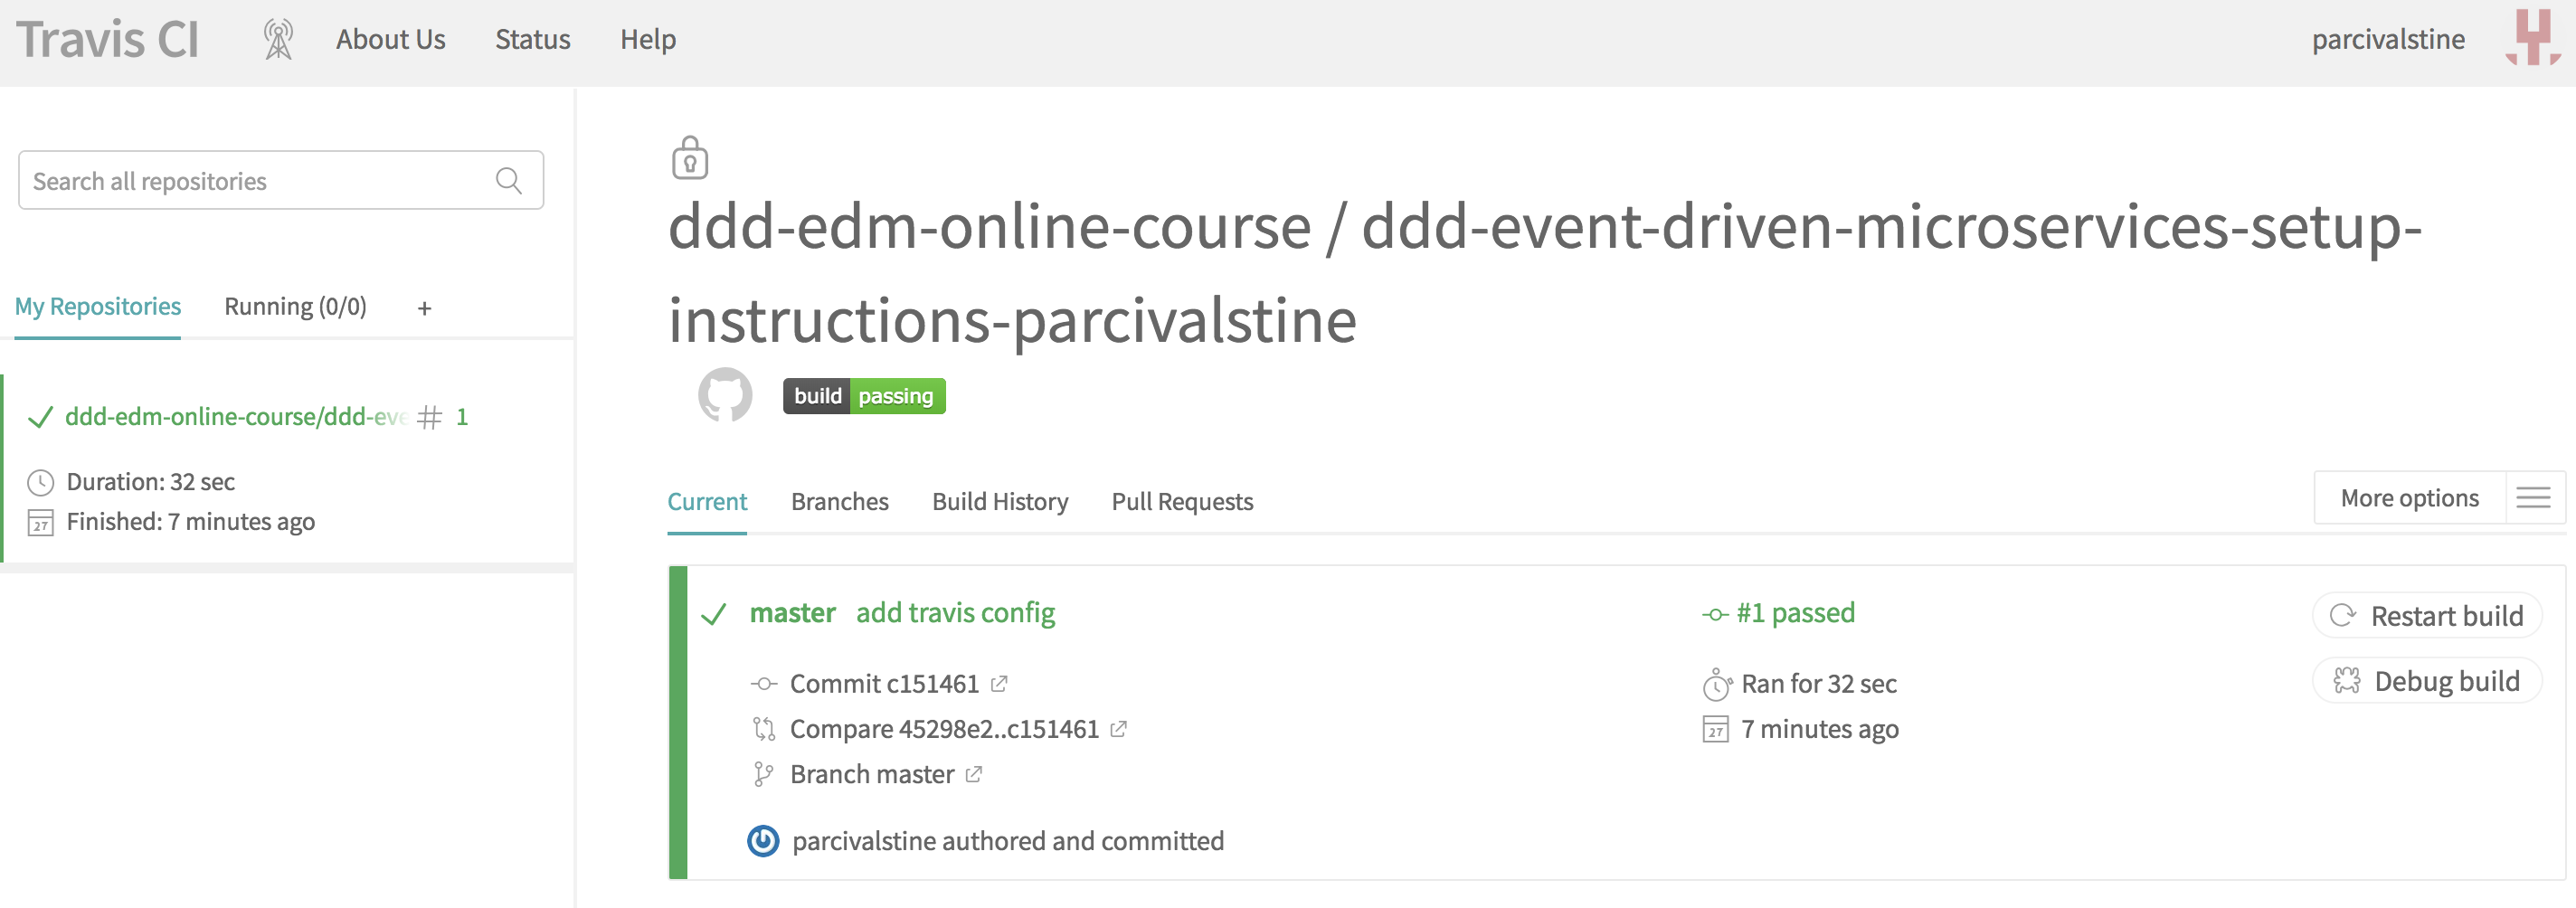 Travis CI
About Us
Status
Help
parcivalstine
Search all repositories
My Repositories
Running (0/0)
+
ddd-edm-online-course/ddd-eve
# 1
Duration: 32 sec
27
Finished: 7 minutes ago
ddd-edm-online-course / ddd-event-driven-microservices-setup-
instructions-parcivalstine
build passing
Current
Branches
Build History
Pull Requests
More options
master add travis config
#1 passed
Restart build
Commit c151461
Ran for 32 sec
Debug build
Compare 45298e2..c151461
27
7 minutes ago
Branch master
parcivalstine authored and committed